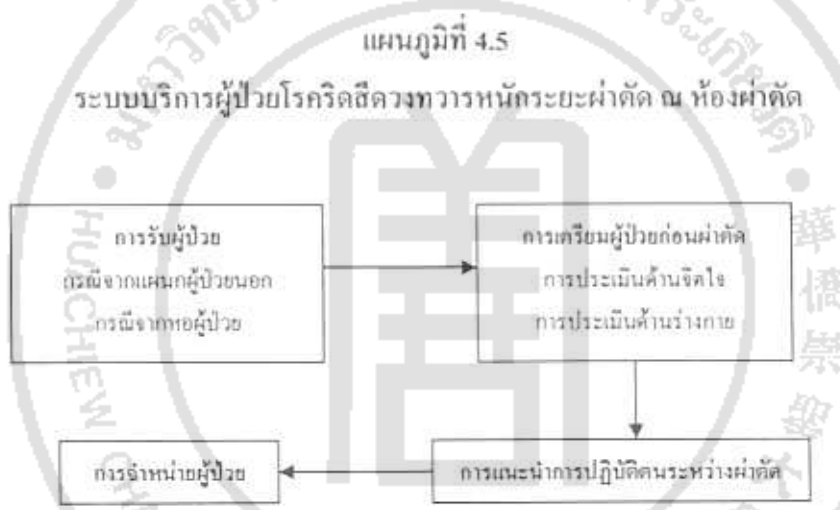 แผนภูมิที่ 4.5
ระบบบริการผู้ป่วยโรคริดสีดวงทวารหนักระยะผ่าตัด ณ ห้องผ่าตัด
การรับผู้ป่วย
กรณีจากแผนกผู้ป่วยนอก
กรณีจากหอผู้ป่วย
การเตรียมผู้ป่วยก่อนผ่าตัด
การประเมินด้านจิตใจ
การประเมินด้านร่างกาย
การแนะนำการปฏิบัติตนระหว่างผ่าตัด
การจำหน่ายผู้ป่วย
華
僑
崇
聖